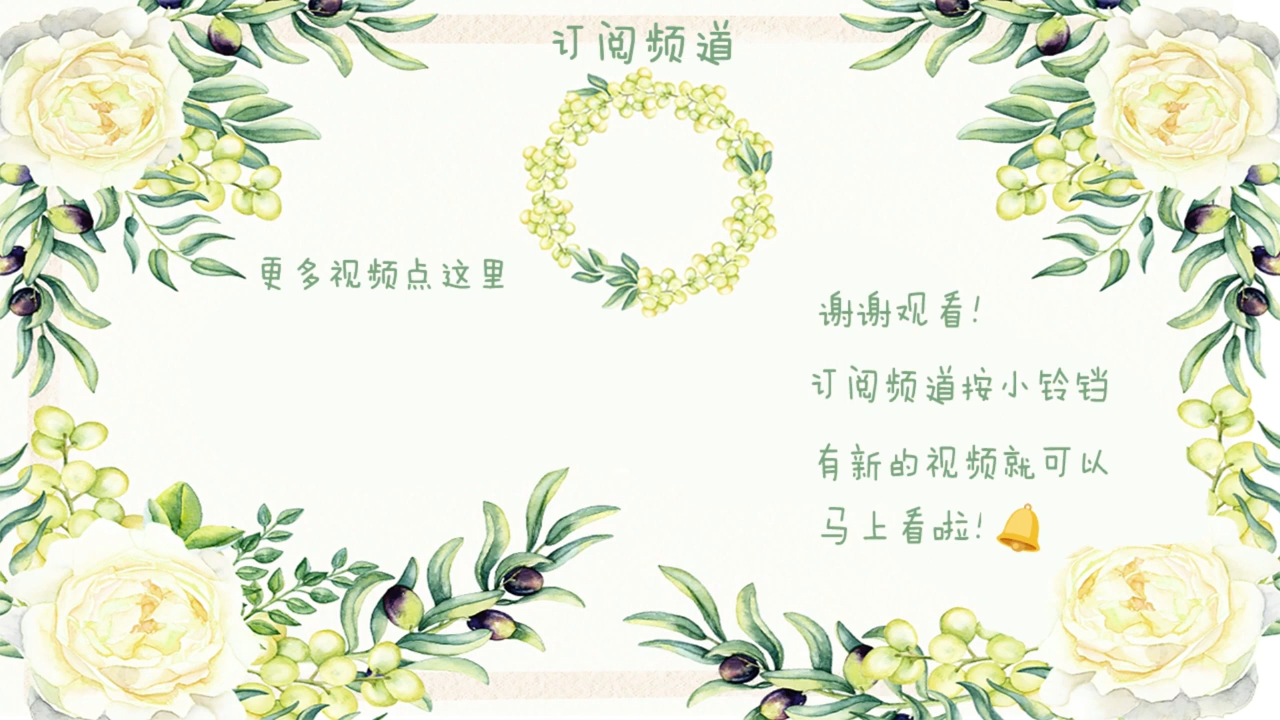 订阅频道
更多视频点这里
谢谢观看!
订阅频道按小铃铛
有新的视频就可以
马上看啦!